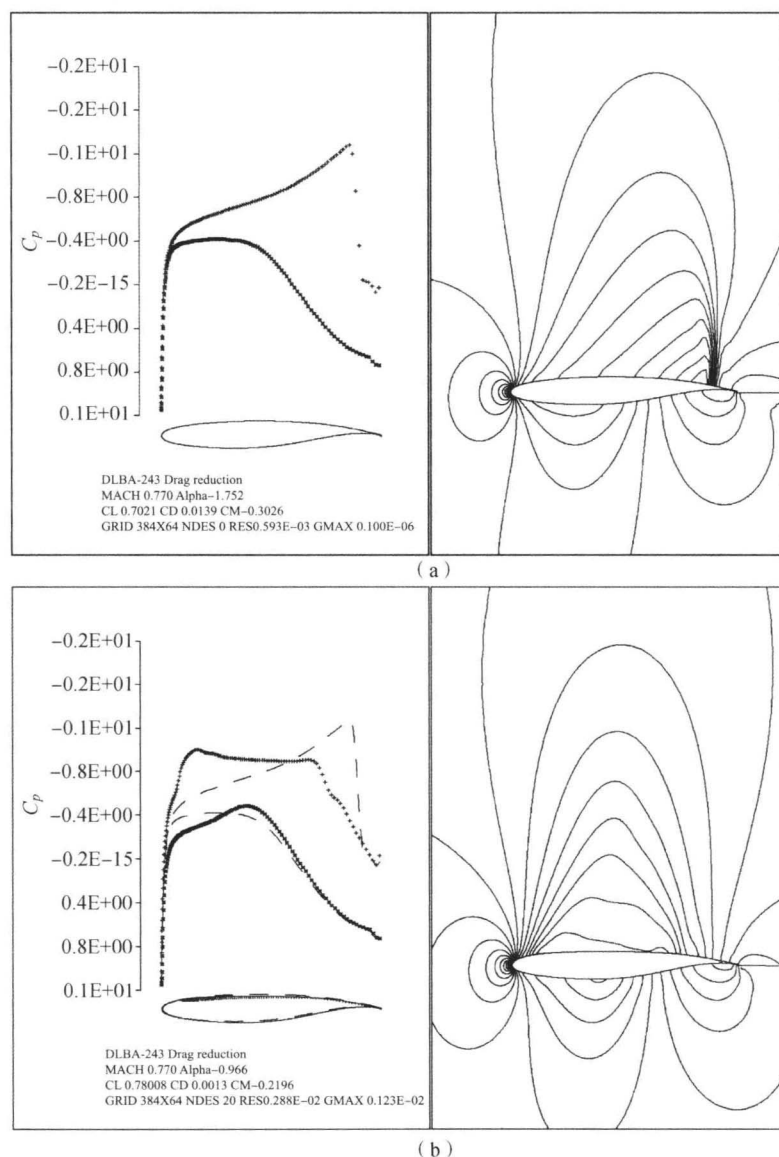 −0.2E+01
−0.2E+01
−0.1E+01
−0.8E+00
−0.4E+00
−0.2E−15
0.4E+00
0.8E+00
0.1E+01
Cp
DLBA-243 Drag reduction
MACH 0.770 Alpha−1.752
CL 0.7021 CD 0.0139 CM−0.3026
GRID 384X64 NDES 0 RES0.593E−03 GMAX 0.100E−06
(a)
−0.2E+01
−0.2E+01
−0.1E+01
−0.8E+00
−0.4E+00
−0.2E−15
0.4E+00
0.8E+00
0.1E+01
Cp
DLBA-243 Drag reduction
MACH 0.770 Alpha−0.966
CL 0.78008 CD 0.0013 CM−0.2196
GRID 384X64 NDES 20 RES0.288E−02 GMAX 0.123E−02
(b)